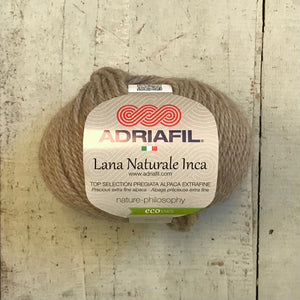 ADRIAFIL
Lana Naturale Inca
www.adriafil.com
TOP SELECTION PREGIATA ALPACA EXTRAFINE
Precious extra fine alpaca - Alpaga précieuse extra fine
nature-philosophy
eco